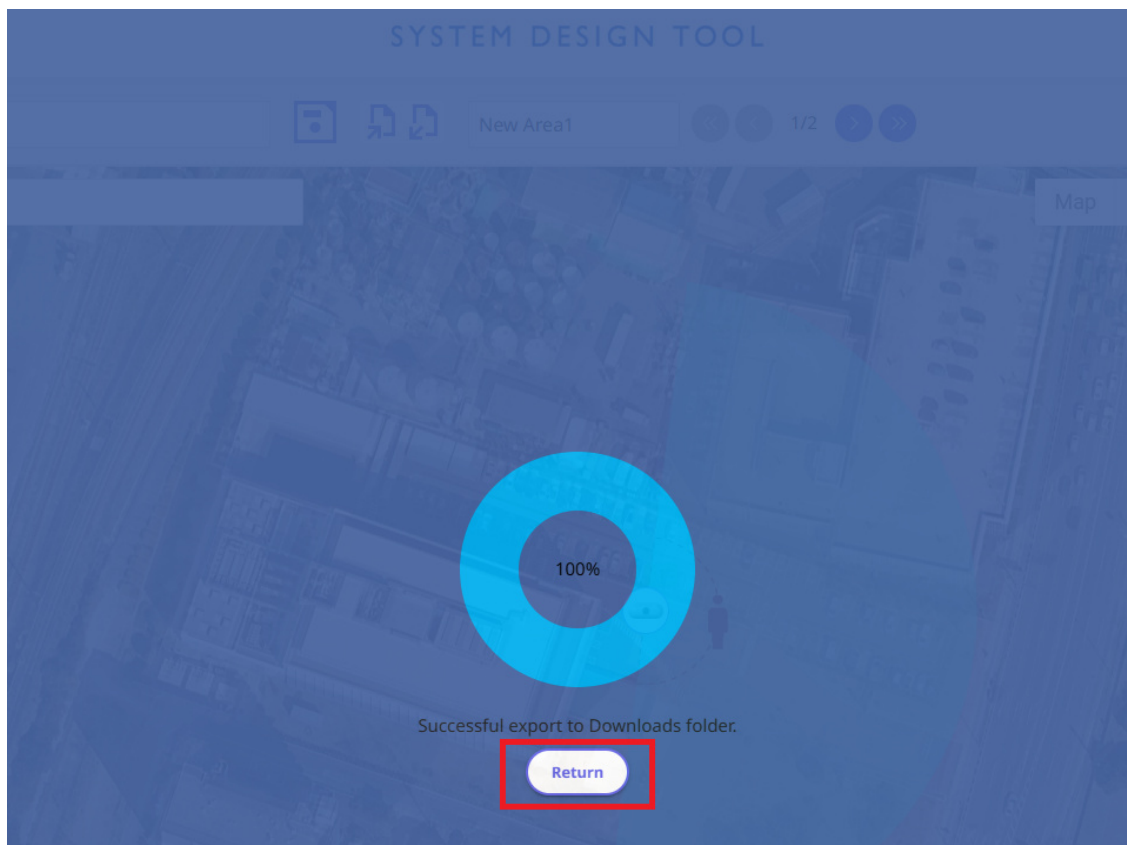 SYSTEM DESIGN TOOL
New Area1
1/2
Map
100%
Successful export to Downloads folder.
Return